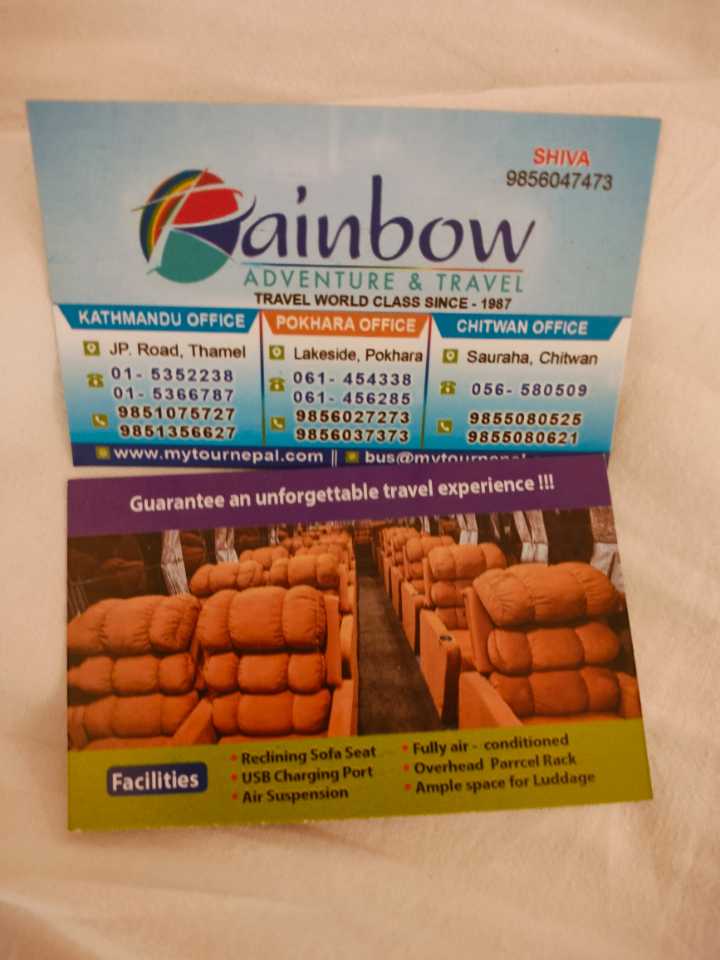 SHIVA
9856047473
Rainbow
ADVENTURE & TRAVEL
TRAVEL WORLD CLASS SINCE - 1987
KATHMANDU OFFICE
JP. Road, Thamel
01- 5352238
01- 5366787
9851075727
9851356627
POKHARA OFFICE
Lakeside, Pokhara
061- 454338
061- 456285
9856027273
9856037373
CHITWAN OFFICE
Sauraha, Chitwan
056- 580509
9855080525
9855080621
www.mytournepal.com || bus@mytournepal
Guarantee an unforgettable travel experience !!!
Facilities
• Reclining Sofa Seat
• USB Charging Port
• Air Suspension
• Fully air - conditioned
• Overhead Parrcel Rack
• Ample space for Luddage